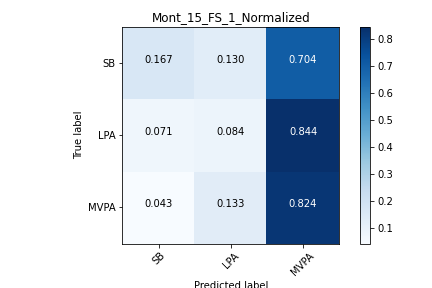 Mont_15_FS_1_Normalized
SB 0.167 0.130 0.704
LPA 0.071 0.084 0.844
MVPA 0.043 0.133 0.824
SB LPA MVPA
True label
Predicted label
0.8
0.7
0.6
0.5
0.4
0.3
0.2
0.1